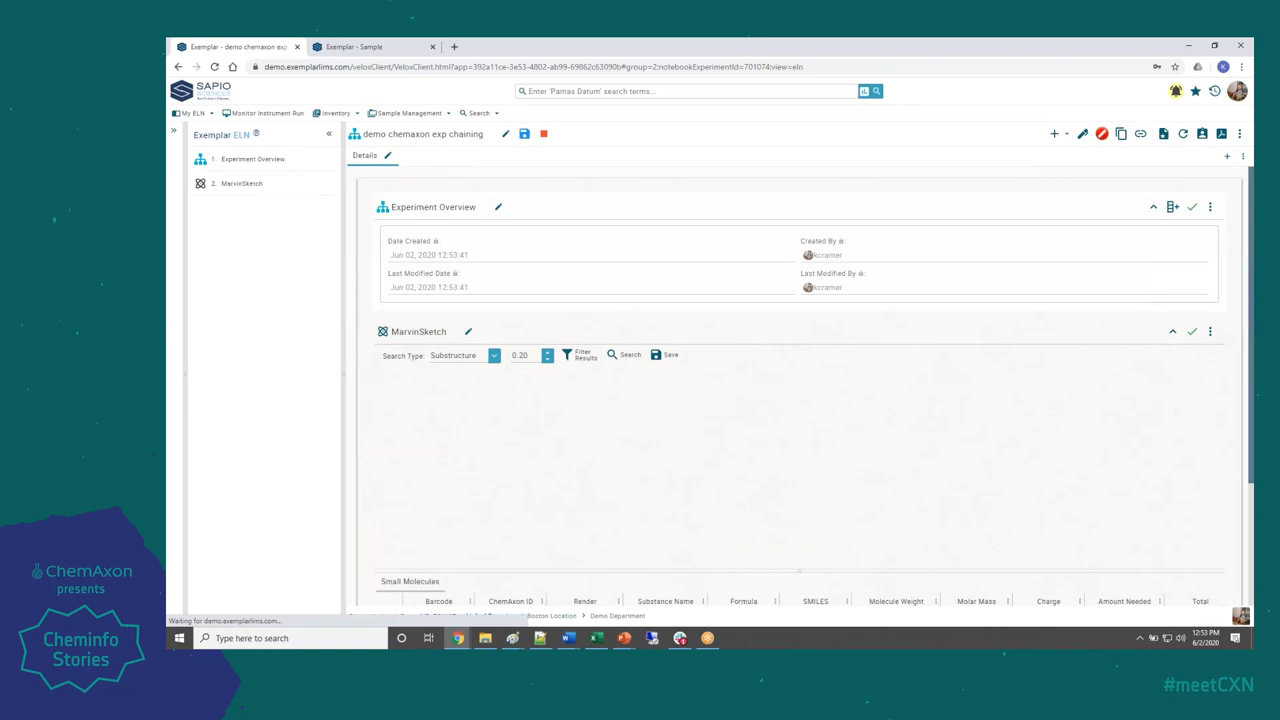 Exemplar - demo chemaxon exp
Exemplar - Sample
demo.exemplarlims.com/veloxClient/VeloxClient.html?app=392a11ce-3e53-4802-ab99-69862c63090b#group=2;notebookExperimentId=701074;view=eln
K
SAPIO
SCIENCES
Enter 'Pamas Datum' search terms...
My ELN
Monitor Instrument Run
Inventory
Sample Management
Search
Exemplar ELN ®
demo chemaxon exp chaining
1. Experiment Overview
2. MarvinSketch
Details
Experiment Overview
Date Created
Created By
Jun 02, 2020 12:53:41
kcramer
Last Modified Date
Last Modified By
Jun 02, 2020 12:53:41
kcramer
MarvinSketch
Search Type: Substructure 0.20 Filter Results Search Save
Small Molecules
Barcode ChemAxon ID Render Substance Name Formula SMILES Molecule Weight Molar Mass Charge Amount Needed Total
Boston Location Demo Department
Waiting for demo.exemplarlims.com...
Type here to search
12:53 PM
6/2/2020
ChemAxon
presents
Cheminfo
Stories
#meetCXN